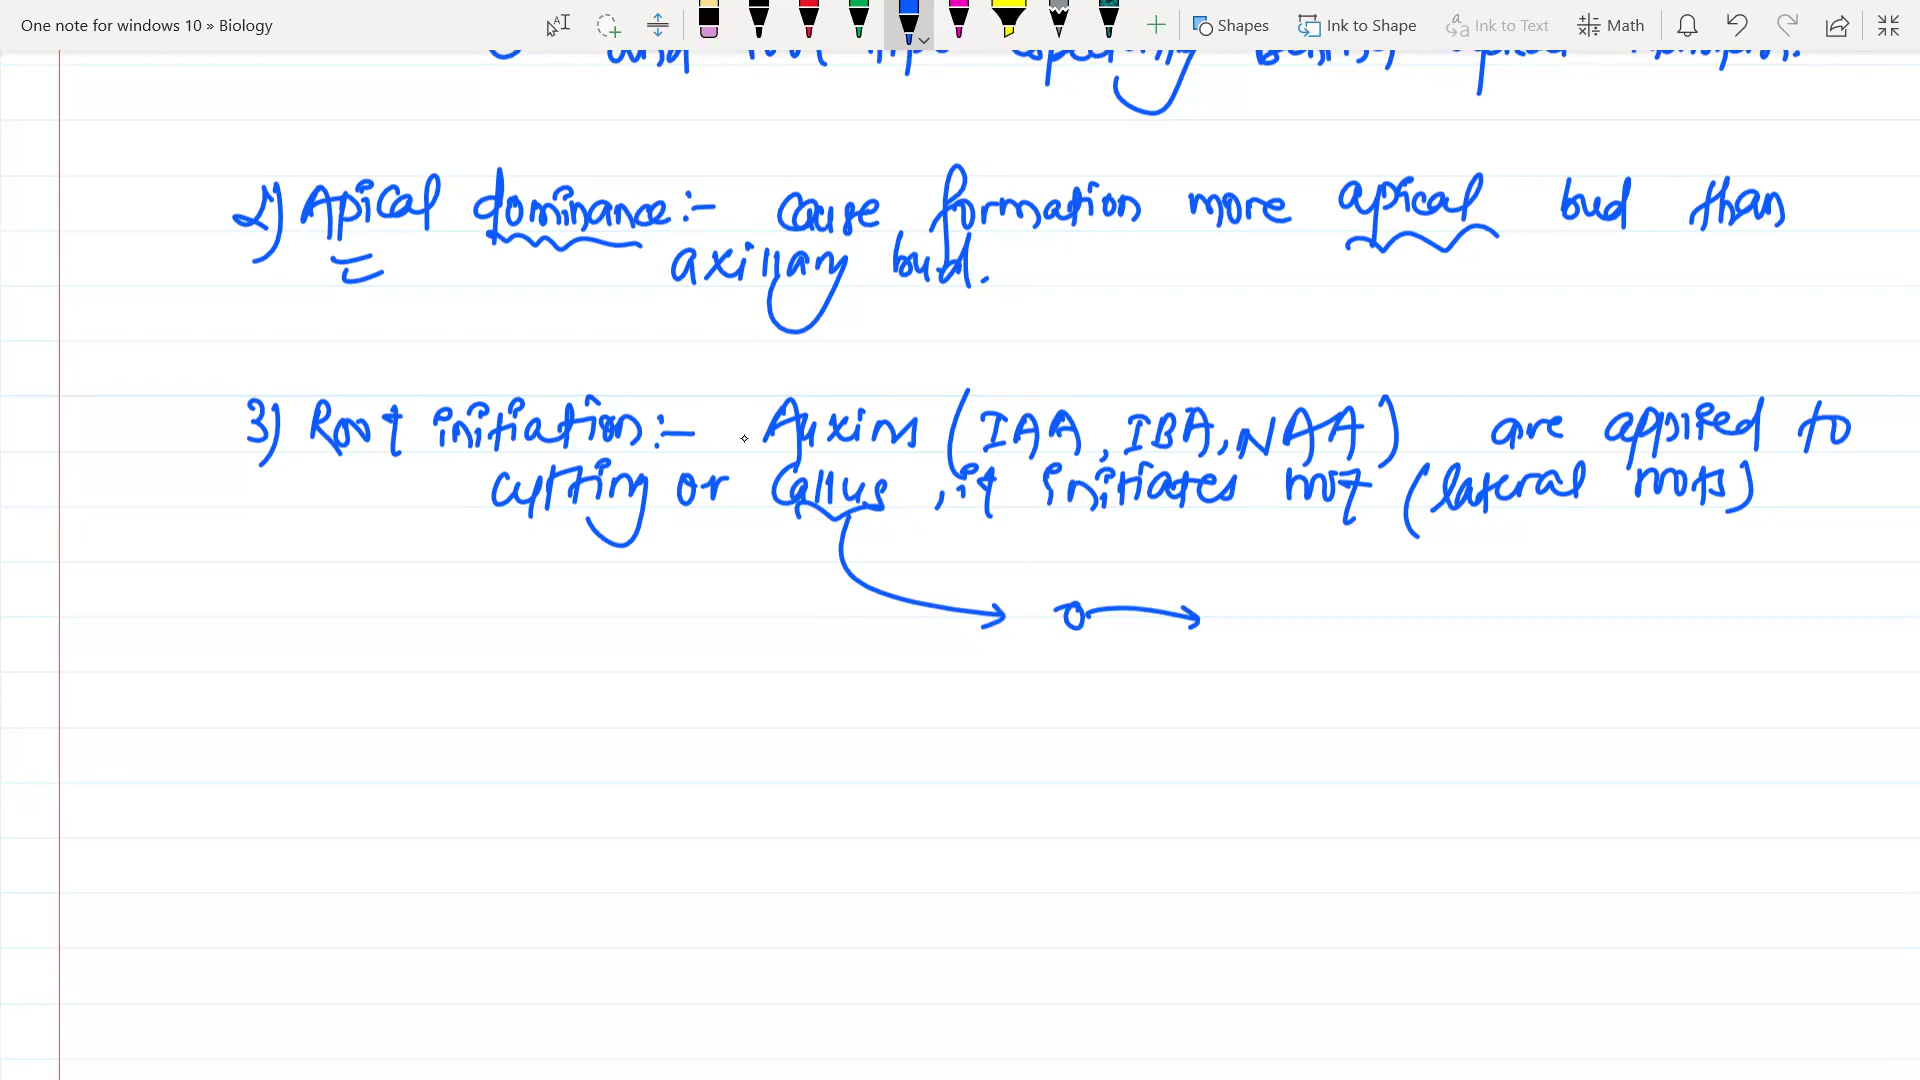 One note for windows 10 » Biology
Shapes Ink to Shape Ink to Text Math
2) Apical dominance:- cause formation more apical bud than
axillary bud.
3) Root initiation:- Auxins (IAA, IBA, NAA) are applied to
cutting or callus, it initiates root (lateral roots)